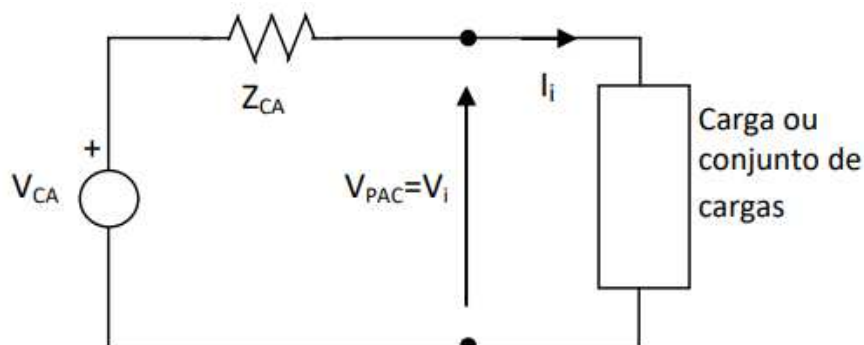 Z_CA
I_i
+
V_CA
V_PAC=V_i
Carga ou
conjunto de
cargas